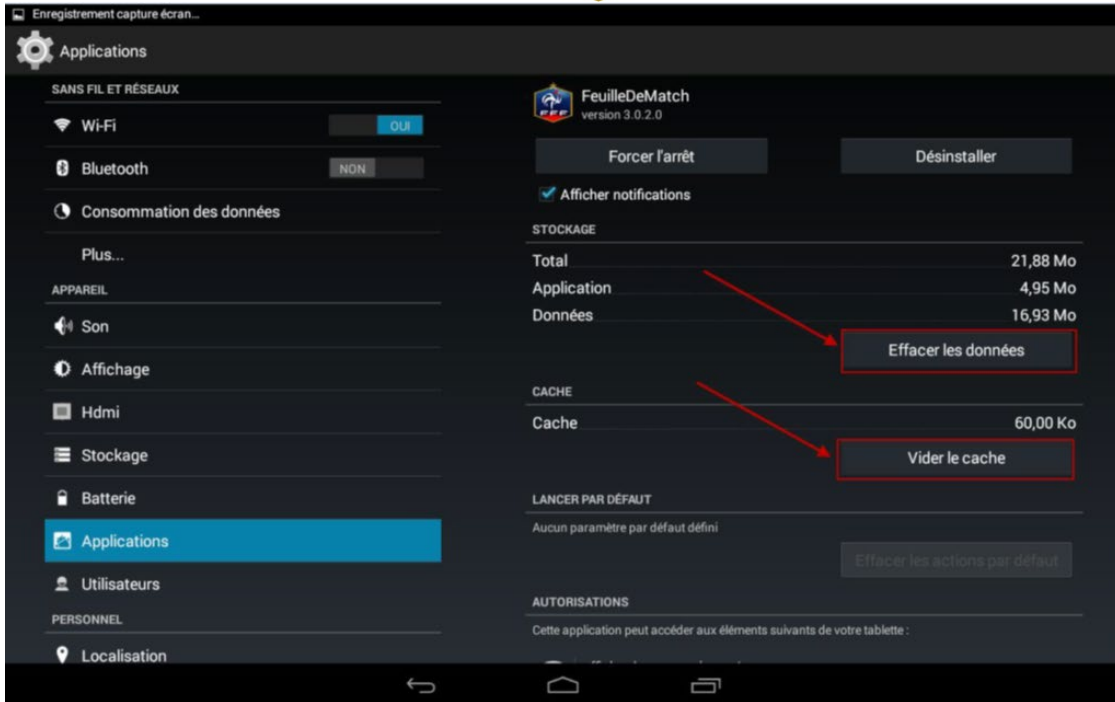 Enregistrement capture écran...
Applications
SANS FIL ET RÉSEAUX
Wi-Fi
OUI
Bluetooth
NON
Consommation des données
Plus...
APPAREIL
Son
Affichage
Hdmi
Stockage
Batterie
Applications
Utilisateurs
PERSONNEL
Localisation
FeuilleDeMatch
version 3.0.2.0
Forcer l'arrêt
Désinstaller
Afficher notifications
STOCKAGE
Total 21,88 Mo
Application 4,95 Mo
Données 16,93 Mo
Effacer les données
CACHE
Cache 60,00 Ko
Vider le cache
LANCER PAR DÉFAUT
Aucun paramètre par défaut défini
Effacer les actions par défaut
AUTORISATIONS
Cette application peut accéder aux éléments suivants de votre tablette :